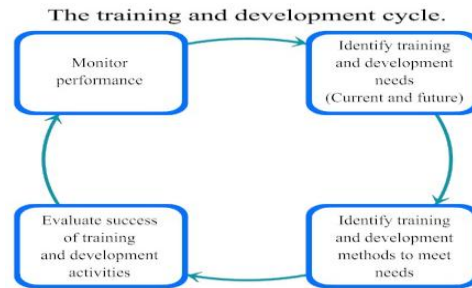 The training and development cycle.
Monitor
performance
Identify training
and development
needs
(Current and future)
Evaluate success
of training
and development
activities
Identify training
and development
methods to meet
needs